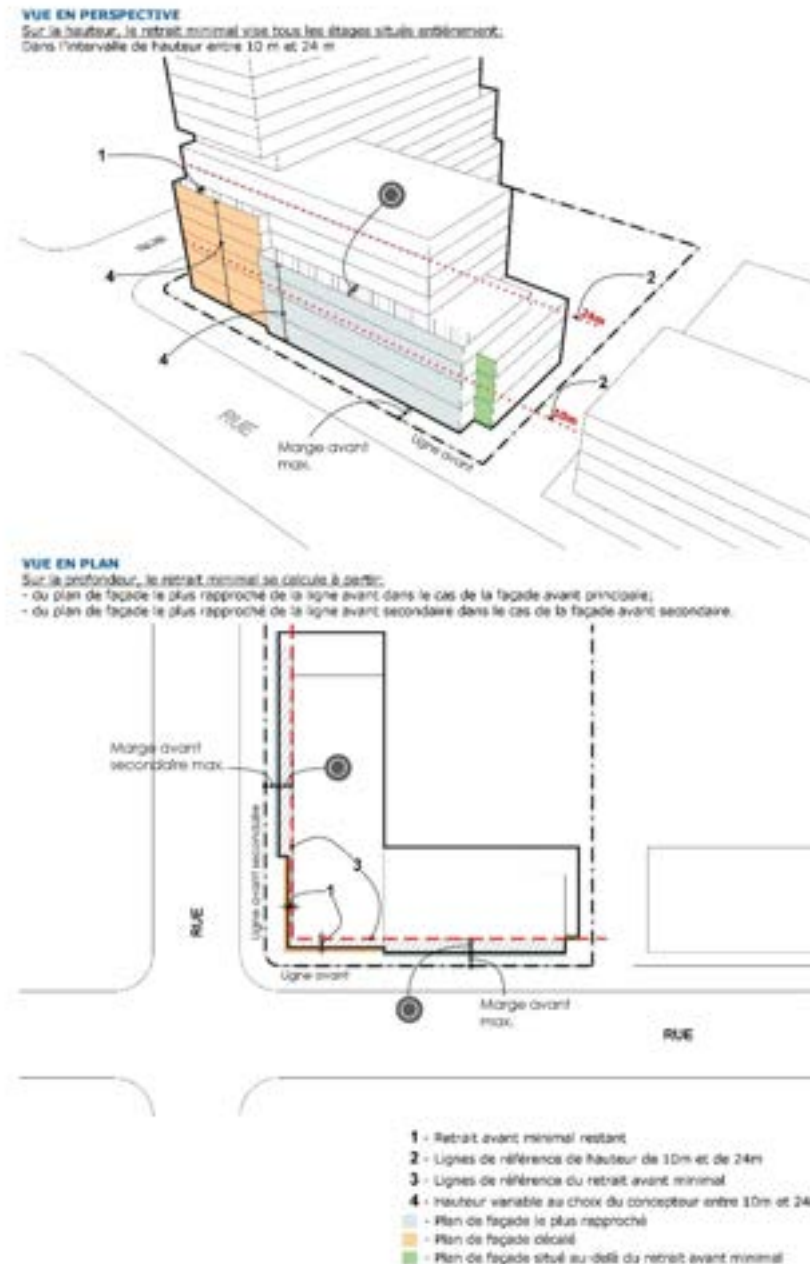 VUE EN PERSPECTIVE
Sur la hauteur, le retrait minimal vise tous les étages situés entièrement:
Dans l'intervalle de hauteur entre 10 m et 24 m
1
2
24m
4
4
2
10m
RUE
Marge avant
max.
Ligne avant
VUE EN PLAN
Sur la profondeur, le retrait minimal se calcule à partir:
- du plan de façade le plus rapproché de la ligne avant dans le cas de la façade avant principale;
- du plan de façade le plus rapproché de la ligne avant secondaire dans le cas de la façade avant secondaire.
Marge avant
secondaire max.
Ligne avant secondaire
3
1
RUE
Ligne avant
Marge avant
max.
RUE
1 - Retrait avant minimal restant
2 - Lignes de référence de hauteur de 10m et de 24m
3 - Lignes de référence du retrait avant minimal
4 - Hauteur variable au choix du concepteur entre 10m et 24
- Plan de façade le plus rapproché
- Plan de façade décalé
- Plan de façade situé au-delà du retrait avant minimal